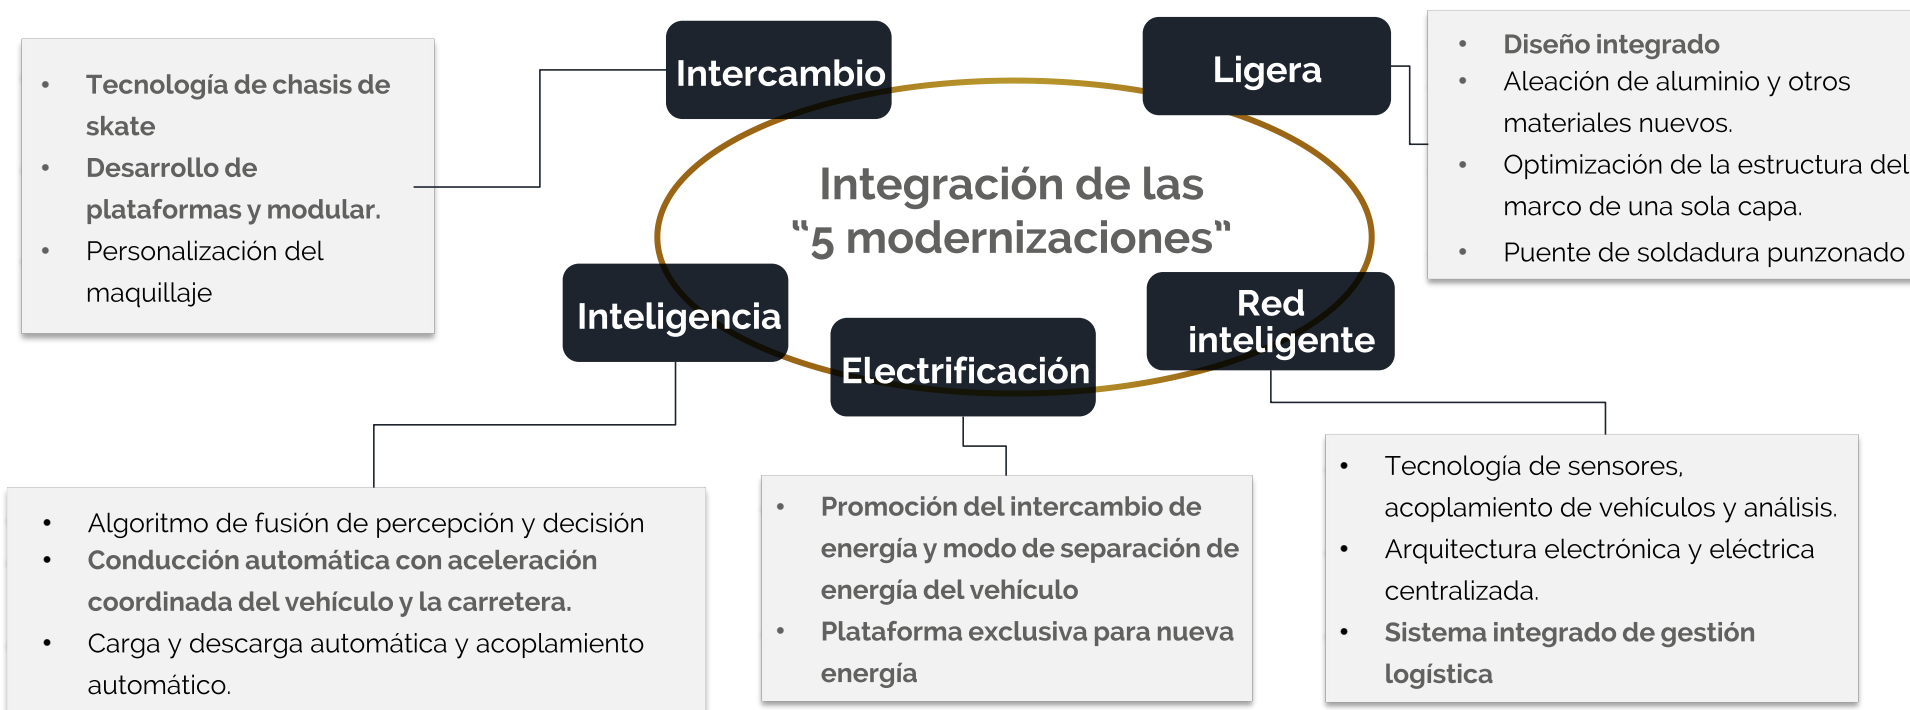 Intercambio
Ligera
• Tecnología de chasis de
skate
• Desarrollo de
plataformas y modular.
• Personalización del
maquillaje
• Diseño integrado
• Aleación de aluminio y otros
materiales nuevos.
• Optimización de la estructura del
marco de una sola capa.
• Puente de soldadura punzonado
Integración de las
“5 modernizaciones”
Inteligencia
Electrificación
Red
inteligente
• Algoritmo de fusión de percepción y decisión
• Conducción automática con aceleración
coordinada del vehículo y la carretera.
• Carga y descarga automática y acoplamiento
automático.
• Promoción del intercambio de
energía y modo de separación de
energía del vehículo
• Plataforma exclusiva para nueva
energía
• Tecnología de sensores,
acoplamiento de vehículos y análisis.
• Arquitectura electrónica y eléctrica
centralizada.
• Sistema integrado de gestión
logística